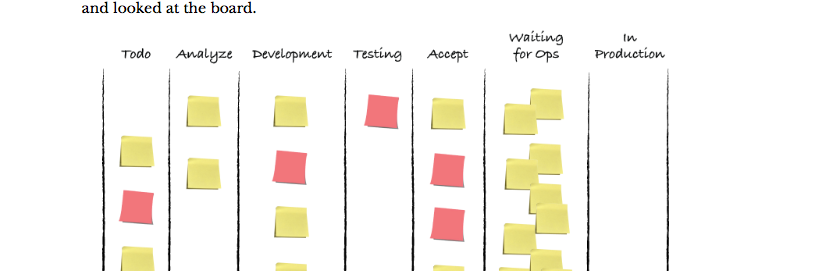 and looked at the board.
Todo Analyze Development Testing Accept Waiting for Ops In Production